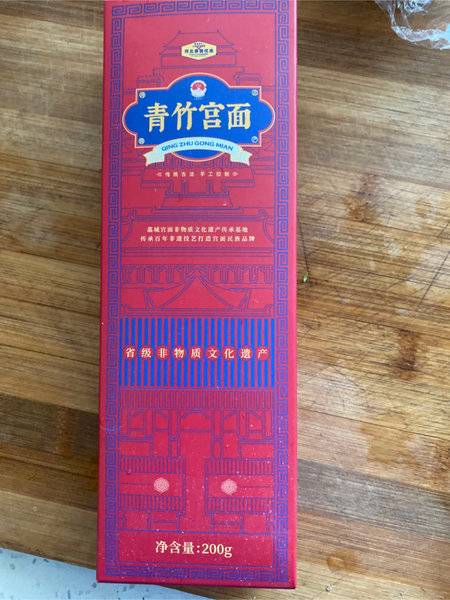 青竹宫面
QING ZHU GONG MIAN
传统古法 手工拉制
藁城宫面非物质文化遗产传承基地
传承百年非遗技艺打造宫面民族品牌
省级非物质文化遗产
净含量:200g